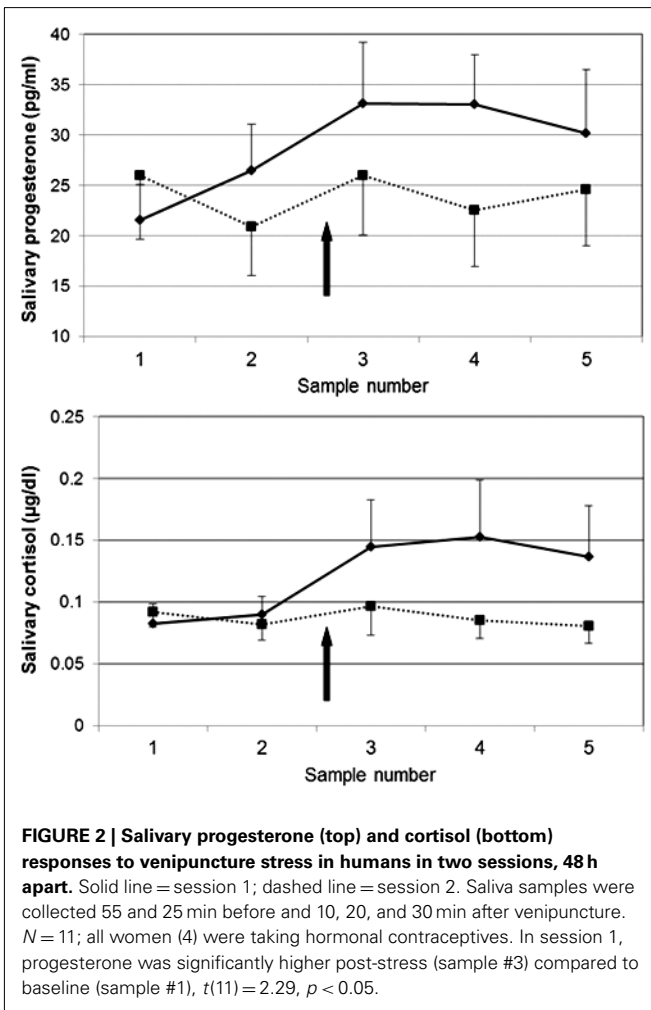 40
35
30
25
20
15
10
Salivary progesterone (pg/ml)
1 2 3 4 5
Sample number
0.25
0.2
0.15
0.1
0.05
0
Salivary cortisol (µg/dl)
1 2 3 4 5
Sample number
FIGURE 2 | Salivary progesterone (top) and cortisol (bottom)
responses to venipuncture stress in humans in two sessions, 48 h
apart. Solid line = session 1; dashed line = session 2. Saliva samples were
collected 55 and 25 min before and 10, 20, and 30 min after venipuncture.
N = 11; all women (4) were taking hormonal contraceptives. In session 1,
progesterone was significantly higher post-stress (sample #3) compared to
baseline (sample #1), t(11) = 2.29, p < 0.05.